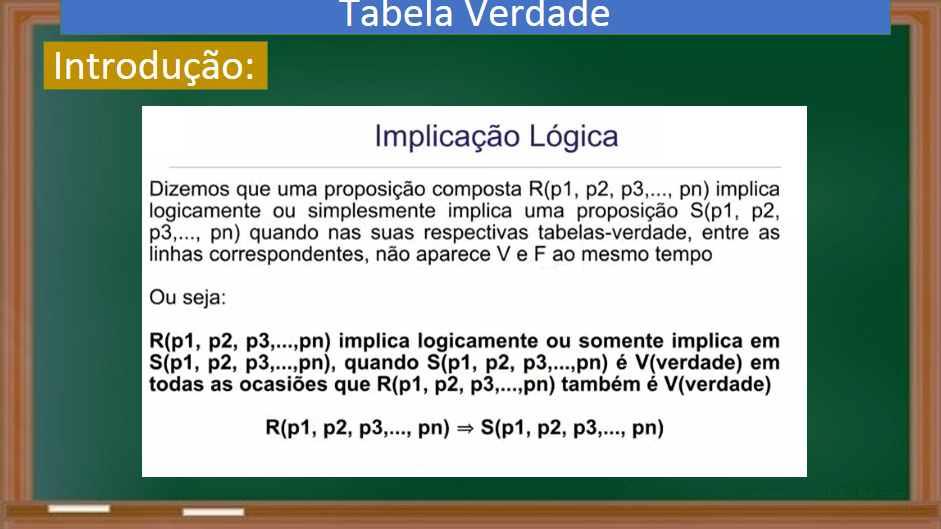 Tabela Verdade
Introdução:
Implicação Lógica
Dizemos que uma proposição composta R(p1, p2, p3,..., pn) implica
logicamente ou simplesmente implica uma proposição S(p1, p2,
p3,..., pn) quando nas suas respectivas tabelas-verdade, entre as
linhas correspondentes, não aparece V e F ao mesmo tempo
Ou seja:
R(p1, p2, p3,...,pn) implica logicamente ou somente implica em
S(p1, p2, p3,...,pn), quando S(p1, p2, p3,...,pn) é V(verdade) em
todas as ocasiões que R(p1, p2, p3,...,pn) também é V(verdade)
R(p1, p2, p3,..., pn) ⇒ S(p1, p2, p3,..., pn)